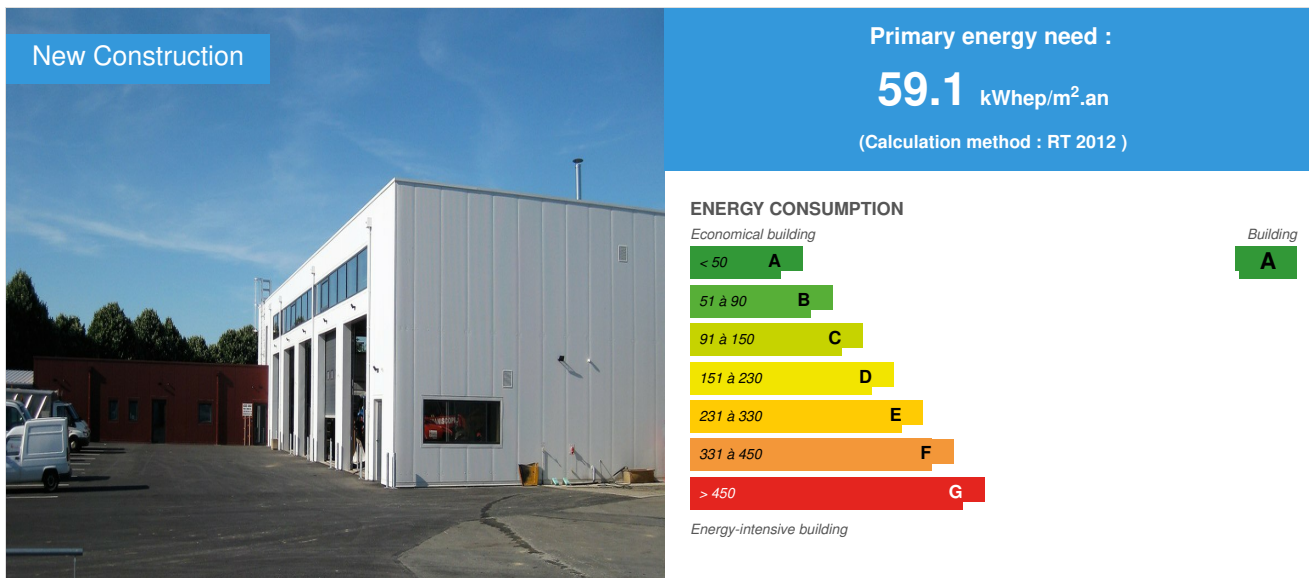 New Construction
Primary energy need :
59.1 kWhep/m².an
(Calculation method : RT 2012 )
ENERGY CONSUMPTION
Economical building
Building
< 50 A
A
51 à 90 B
91 à 150 C
151 à 230 D
231 à 330 E
331 à 450 F
> 450 G
Energy-intensive building